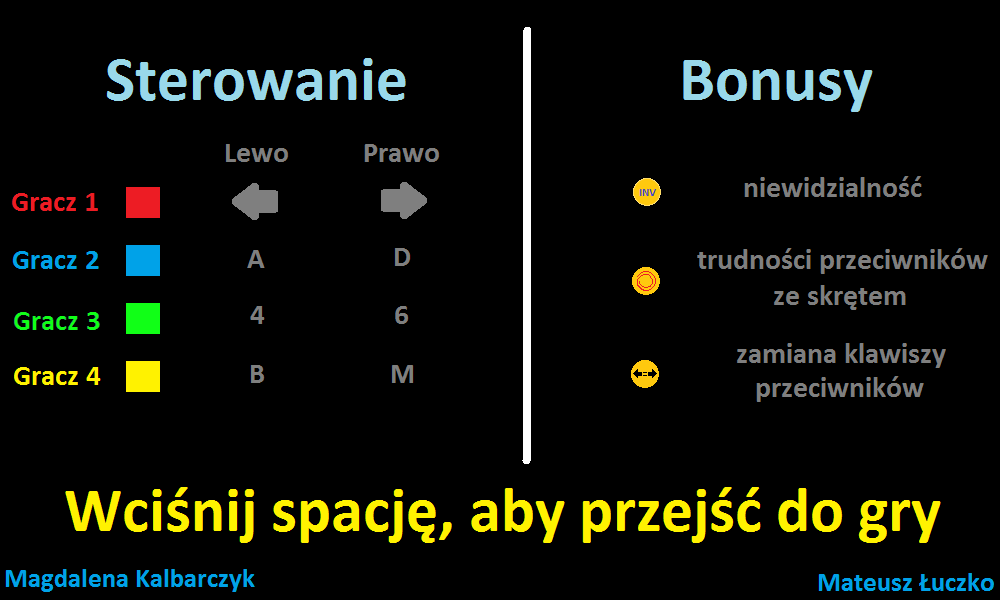 Sterowanie
Lewo Prawo
Gracz 1
Gracz 2 A D
Gracz 3 4 6
Gracz 4 B M
Bonusy
INV niewidzialność
trudności przeciwników
ze skrętem
zamiana klawiszy
przeciwników
Wciśnij spację, aby przejść do gry
Magdalena Kalbarczyk
Mateusz Łuczko